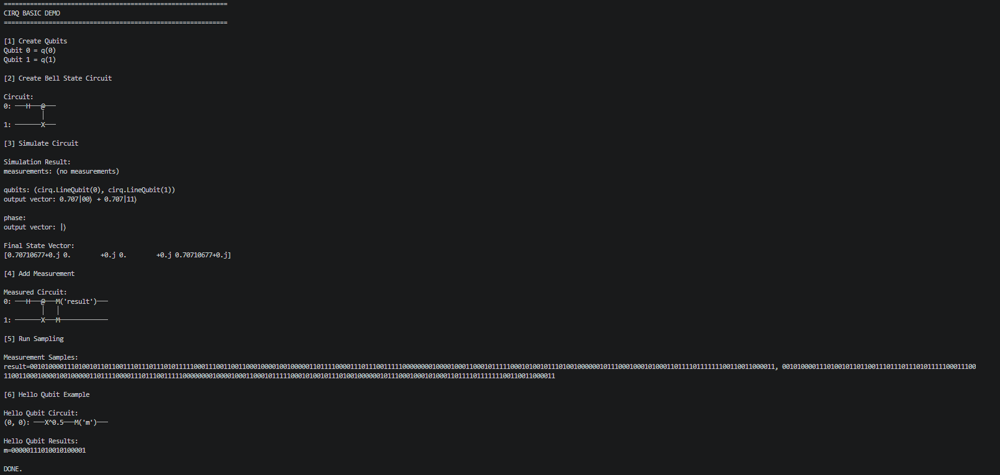 ============================================================
CIRQ BASIC DEMO
============================================================
[1] Create Qubits
Qubit 0 = q(0)
Qubit 1 = q(1)
[2] Create Bell State Circuit
Circuit:
0: ───H───@───
          │
1: ───────X───
[3] Simulate Circuit
Simulation Result:
measurements: (no measurements)
qubits: (cirq.LineQubit(0), cirq.LineQubit(1))
output vector: 0.707|00⟩ + 0.707|11⟩
phase:
output vector: |⟩
Final State Vector:
[0.70710677+0.j 0.        +0.j 0.        +0.j 0.70710677+0.j]
[4] Add Measurement
Measured Circuit:
0: ───H───@───M('result')───
          │   │
1: ───────X───M─────────────
[5] Run Sampling
Measurement Samples:
result=00101000011101001011011001110111011101011111000111001100110001000010010000011011110000111011100111110000000010000100011000101111100010100101110100100000010111000100010100011011110111111100110011000011, 0010100001110100101101100111011101110101111100011100
1100110001000010010000011011110000111011100111110000000010000100011000101111100010100101110100100000010111000100010100011011110111111100110011000011
[6] Hello Qubit Example
Hello Qubit Circuit:
(0, 0): ───X^0.5───M('m')───
Hello Qubit Results:
m=00000111010010100001
DONE.